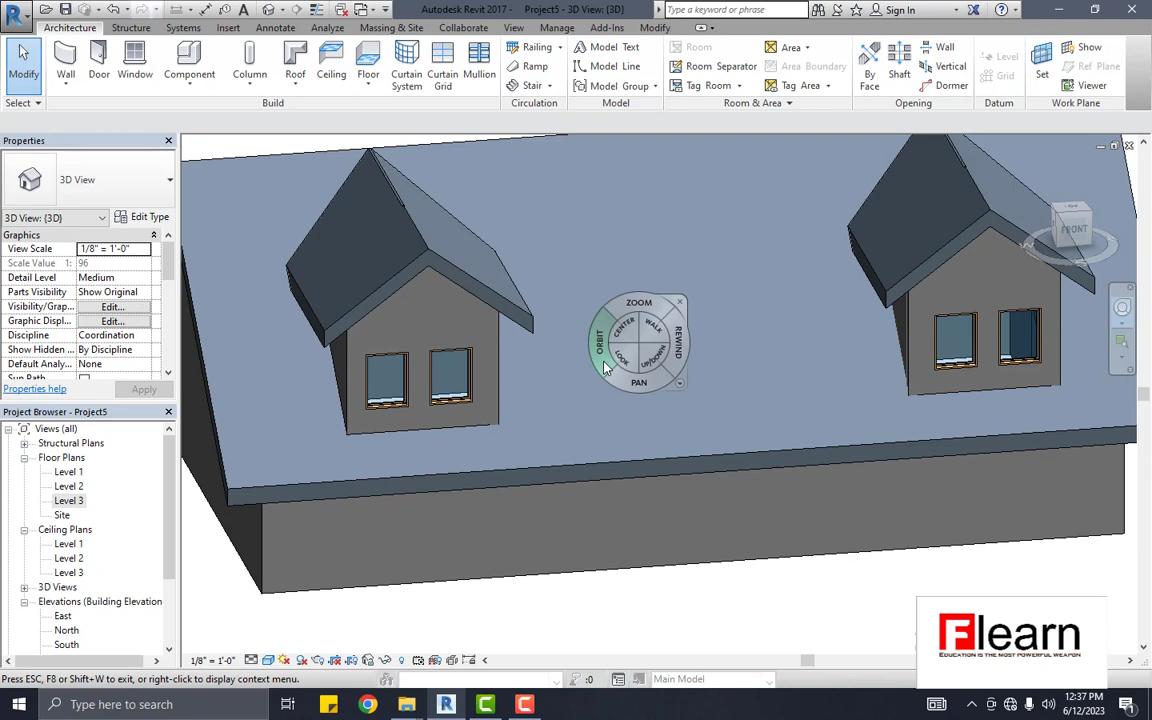 Autodesk Revit 2017 - Project5 - 3D View: {3D}
Type a keyword or phrase
Sign In
Architecture
Structure
Systems
Insert
Annotate
Analyze
Massing & Site
Collaborate
View
Manage
Add-Ins
Modify
Modify
Wall
Door
Window
Component
Column
Roof
Ceiling
Floor
Curtain System
Curtain Grid
Mullion
Railing
Ramp
Stair
Model Text
Model Line
Model Group
Room
Room Separator
Tag Room
Area
Area Boundary
Tag Area
By Face
Shaft
Wall
Vertical
Dormer
Level
Grid
Set
Show
Ref Plane
Viewer
Select
Build
Circulation
Model
Room & Area
Opening
Datum
Work Plane
Properties
3D View
3D View: {3D}
Edit Type
Graphics
View Scale 1/8" = 1'-0"
Scale Value 1: 96
Detail Level Medium
Parts Visibility Show Original
Visibility/Grap... Edit...
Graphic Displ... Edit...
Discipline Coordination
Show Hidden By Discipline
Default Analy... None
Properties help
Apply
Project Browser - Project5
Views (all)
Structural Plans
Floor Plans
Level 1
Level 2
Level 3
Site
Ceiling Plans
Level 1
Level 2
Level 3
3D Views
Elevations (Building Elevation
East
North
South
ZOOM
ORBIT
CENTER
WALK
REWIND
LOOK
UP/DOWN
PAN
FRONT
Flearn
EDUCATION IS THE MOST POWERFUL WEAPON
1/8" = 1'-0"
Press ESC, F8 or Shift+W to exit, or right-click to display context menu.
:0
Main Model
Type here to search
12:37 PM
6/12/2023